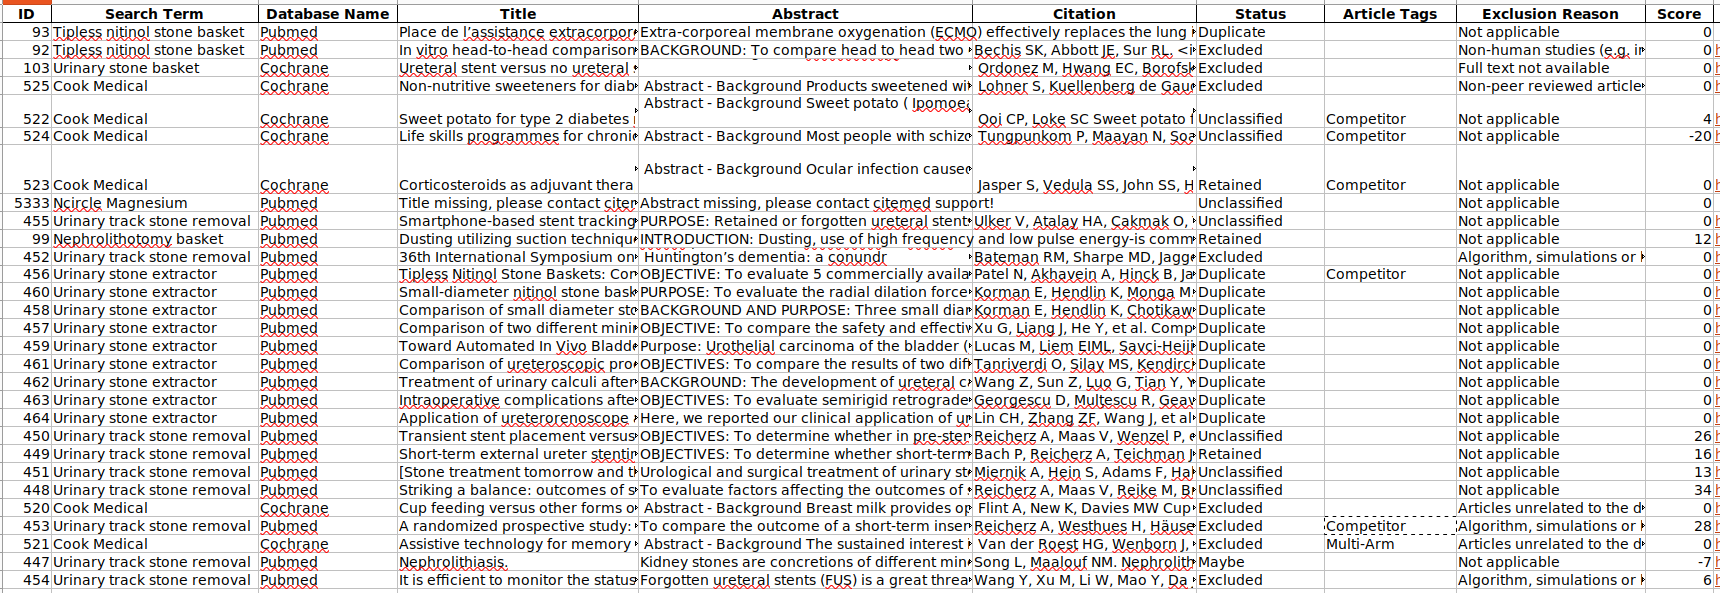 ID Search Term Database Name Title Abstract Citation Status Article Tags Exclusion Reason Score
93 Tipless nitinol stone basket Pubmed Place de l'assistance extracorpor Extra-corporeal membrane oxygenation (ECMO) effectively replaces the lung Duplicate Not applicable 0
92 Tipless nitinol stone basket Pubmed In vitro head-to-head comparison BACKGROUND: To compare head to head two Bechis SK, Abbott JE, Sur RL. <i Excluded Non-human studies (e.g. in 0
103 Urinary stone basket Cochrane Ureteral stent versus no ureteral Ordonez M, Hwang EC, Borofsk Excluded Full text not available 0
525 Cook Medical Cochrane Non-nutritive sweeteners for diab Abstract - Background Products sweetened wi Lohner S, Kuellenberg de Gau Excluded Non-peer reviewed article 0
522 Cook Medical Cochrane Sweet potato for type 2 diabetes Abstract - Background Sweet potato ( Ipomoea Ooi CP, Loke SC Sweet potato f Unclassified Competitor Not applicable 4
524 Cook Medical Cochrane Life skills programmes for chroni Abstract - Background Most people with schizo Tungpunkom P, Maayan N, Soa Unclassified Competitor Not applicable -20
523 Cook Medical Cochrane Corticosteroids as adjuvant thera Abstract - Background Ocular infection cause Jasper S, Vedula SS, John SS, H Retained Competitor Not applicable 0
5333 Ncircle Magnesium Pubmed Title missing, please contact citem Abstract missing, please contact citemed support! Unclassified Not applicable 0
455 Urinary track stone removal Pubmed Smartphone-based stent tracking PURPOSE: Retained or forgotten ureteral stent Ulker V, Atalay HA, Cakmak O, Unclassified Not applicable 0
99 Nephrolithotomy basket Pubmed Dusting utilizing suction techniqu INTRODUCTION: Dusting, use of high frequency and low pulse energy-is comm Retained Not applicable 12
452 Urinary track stone removal Pubmed 36th International Symposium on Huntington's dementia: a conundr Bateman RM, Sharpe MD, Jagg Excluded Algorithm, simulations or 0
456 Urinary stone extractor Pubmed Tipless Nitinol Stone Baskets: Cor OBJECTIVE: To evaluate 5 commercially availa Patel N, Akhavein A, Hinck B, Ja Duplicate Competitor Not applicable 0
460 Urinary stone extractor Pubmed Small-diameter nitinol stone bask PURPOSE: To evaluate the radial dilation force Korman E, Hendlin K, Monga M Duplicate Not applicable 0
458 Urinary stone extractor Pubmed Comparison of small diameter sto BACKGROUND AND PURPOSE: Three small diar Korman E, Hendlin K, Chotikaw Duplicate Not applicable 0
457 Urinary stone extractor Pubmed Comparison of two different mini OBJECTIVE: To compare the safety and effecti Xu G, Liang J, He Y, et al. Comp Duplicate Not applicable 0
459 Urinary stone extractor Pubmed Toward Automated In Vivo Bladd Purpose: Urothelial carcinoma of the bladder ( Lucas M, Liem EIML, Savci-Heiji Duplicate Not applicable 0
461 Urinary stone extractor Pubmed Comparison of ureteroscopic pro OBJECTIVES: To compare the results of two dif Tanriverdi O, Silay MS, Kendirc Duplicate Not applicable 0
462 Urinary stone extractor Pubmed Treatment of urinary calculi after BACKGROUND: The development of ureteral c Wang Z, Sun Z, Luo G, Tian Y, Y Duplicate Not applicable 0
463 Urinary stone extractor Pubmed Intraoperative complications afte OBJECTIVES: To evaluate semirigid retrograde Georgescu D, Multescu R, Geav Duplicate Not applicable 0
464 Urinary stone extractor Pubmed Application of ureterorenoscope Here, we reported our clinical application of ur Lin CH, Zhang ZF, Wang J, et al Duplicate Not applicable 0
450 Urinary track stone removal Pubmed Transient stent placement versus OBJECTIVES: To determine whether in pre-sten Reicherz A, Maas V, Wenzel P, Unclassified Not applicable 26
449 Urinary track stone removal Pubmed Short-term external ureter stentin OBJECTIVES: To determine whether short-term Bach P, Reicherz A, Teichman J Retained Not applicable 16
451 Urinary track stone removal Pubmed [Stone treatment tomorrow and t Urological and surgical treatment of urinary st Miernik A, Hein S, Adams F, Hal Unclassified Not applicable 13
448 Urinary track stone removal Pubmed Striking a balance: outcomes of s To evaluate factors affecting the outcomes of Reicherz A, Maas V, Reike M, B Unclassified Not applicable 34
520 Cook Medical Cochrane Cup feeding versus other forms o Abstract - Background Breast milk provides op Flint A, New K, Davies MW Cup Excluded Articles unrelated to the d 0
453 Urinary track stone removal Pubmed A randomized prospective study: To compare the outcome of a short-term inser Reicherz A, Westhues H, Häuse Excluded Competitor Algorithm, simulations or 28
521 Cook Medical Cochrane Assistive technology for memory Abstract - Background The sustained interest Van der Roest HG, Wenborn J, Excluded Multi-Arm Articles unrelated to the d 0
447 Urinary track stone removal Pubmed Nephrolithiasis. Kidney stones are concretions of different min Song L, Maalouf NM. Nephrolith Maybe Not applicable -7
454 Urinary track stone removal Pubmed It is efficient to monitor the status Forgotten ureteral stents (FUS) is a great threa Wang Y, Xu M, Li W, Mao Y, Da Excluded Algorithm, simulations or 6